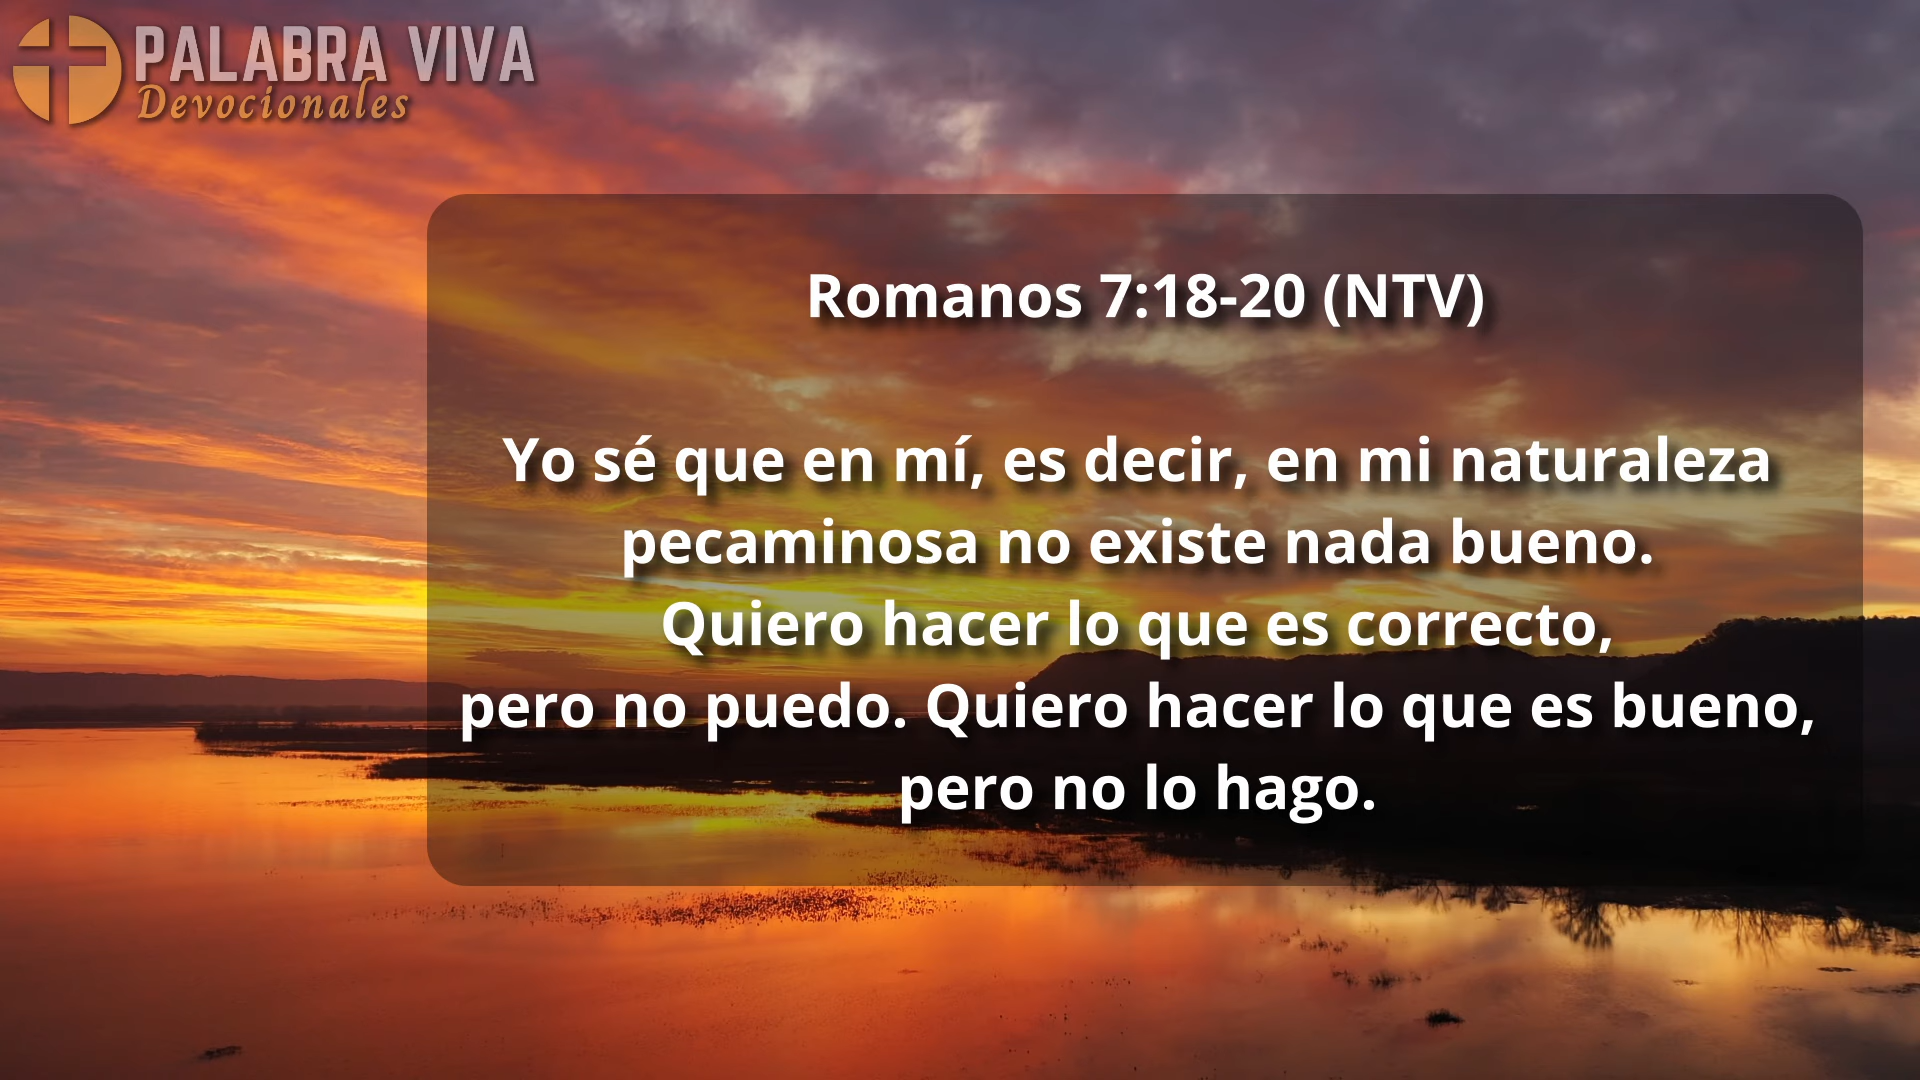 PALABRA VIVA
Devocionales
Romanos 7:18-20 (NTV)
Yo sé que en mí, es decir, en mi naturaleza
pecaminosa no existe nada bueno.
Quiero hacer lo que es correcto,
pero no puedo. Quiero hacer lo que es bueno,
pero no lo hago.